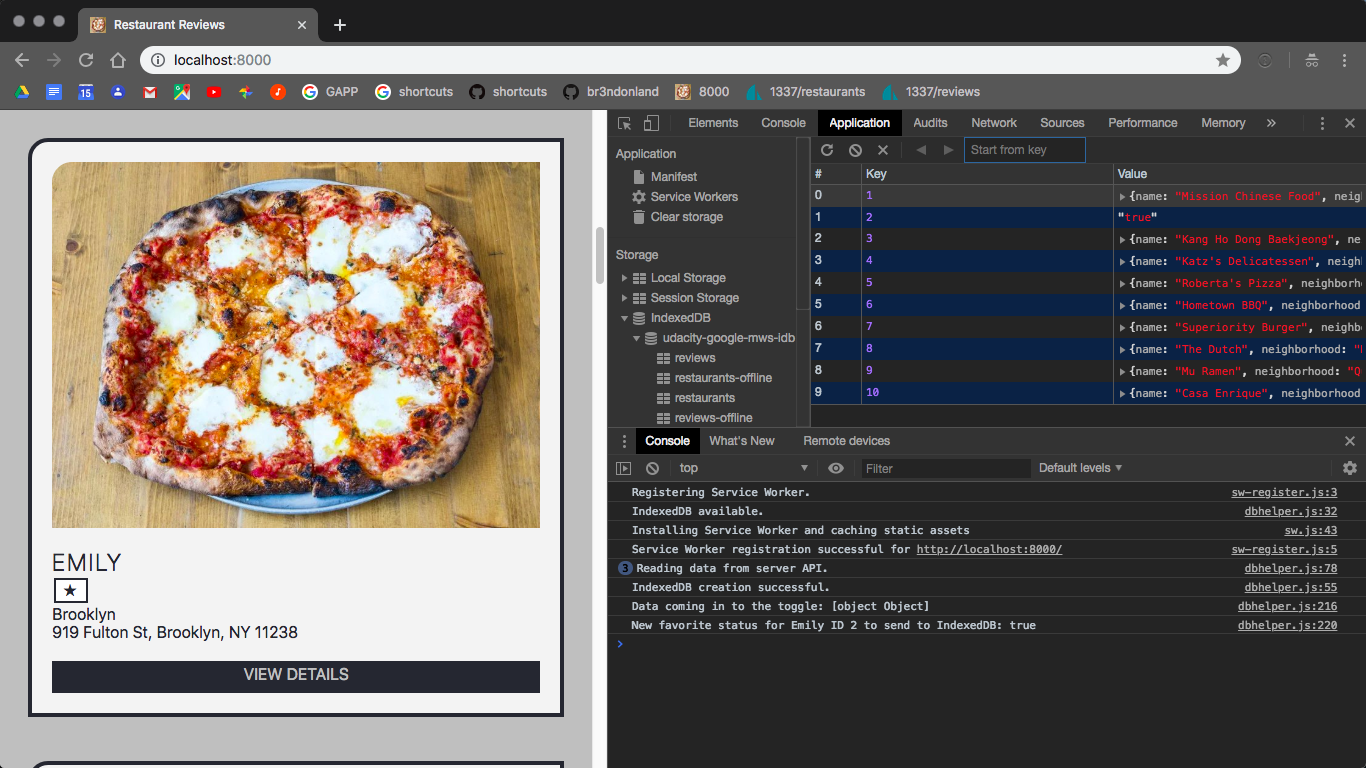 Restaurant Reviews
localhost:8000
15
GAPP
shortcuts
shortcuts
br3ndonland
8000
1337/restaurants
1337/reviews
EMILY
★
Brooklyn
919 Fulton St, Brooklyn, NY 11238
VIEW DETAILS
Elements Console Application Audits Network Sources Performance Memory »
Application
Manifest
Service Workers
Clear storage
Storage
Local Storage
Session Storage
IndexedDB
udacity-google-mws-idb
reviews
restaurants-offline
restaurants
reviews-offline
Start from key
# Key Value
0 1 {name: "Mission Chinese Food", neig
1 2 "true"
2 3 {name: "Kang Ho Dong Baekjeong", ne
3 4 {name: "Katz's Delicatessen", neighb
4 5 {name: "Roberta's Pizza", neighborh
5 6 {name: "Hometown BBQ", neighborhood
6 7 {name: "Superiority Burger", neighb
7 8 {name: "The Dutch", neighborhood: "
8 9 {name: "Mu Ramen", neighborhood: "Q
9 10 {name: "Casa Enrique", neighborhood
Console What's New Remote devices
top Filter Default levels
Registering Service Worker. sw-register.js:3
IndexedDB available. dbhelper.js:32
Installing Service Worker and caching static assets sw.js:43
Service Worker registration successful for http://localhost:8000/ sw-register.js:5
3 Reading data from server API. dbhelper.js:78
IndexedDB creation successful. dbhelper.js:55
Data coming in to the toggle: [object Object] dbhelper.js:216
New favorite status for Emily ID 2 to send to IndexedDB: true dbhelper.js:220
>